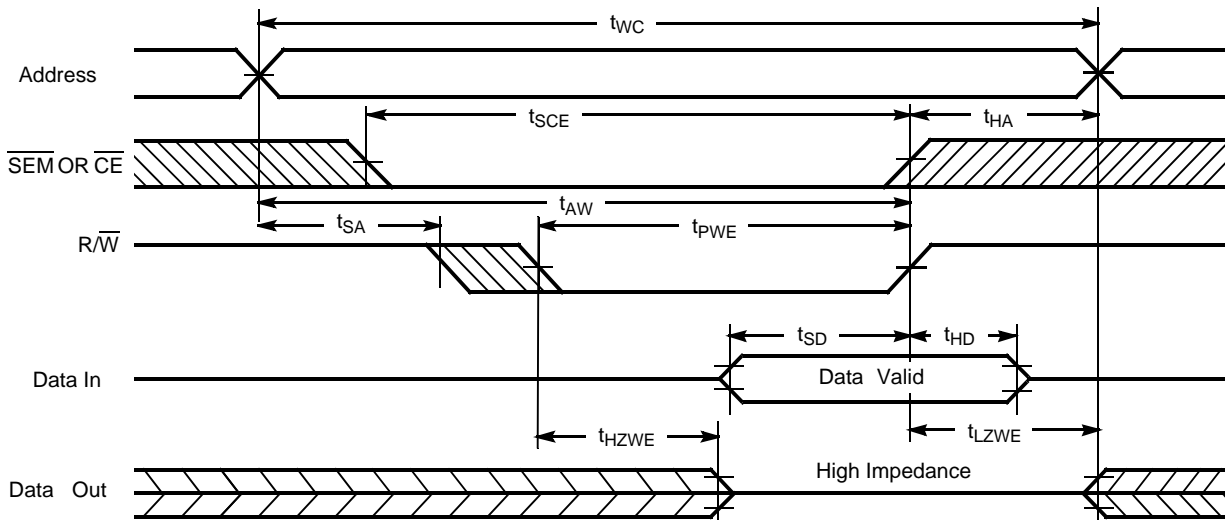 tWC
Address
tSCE
tHA
SEM OR CE
tAW
tSA
tPWE
R/W
tSD
tHD
Data In
Data Valid
tHZWE
tLZWE
High Impedance
Data Out